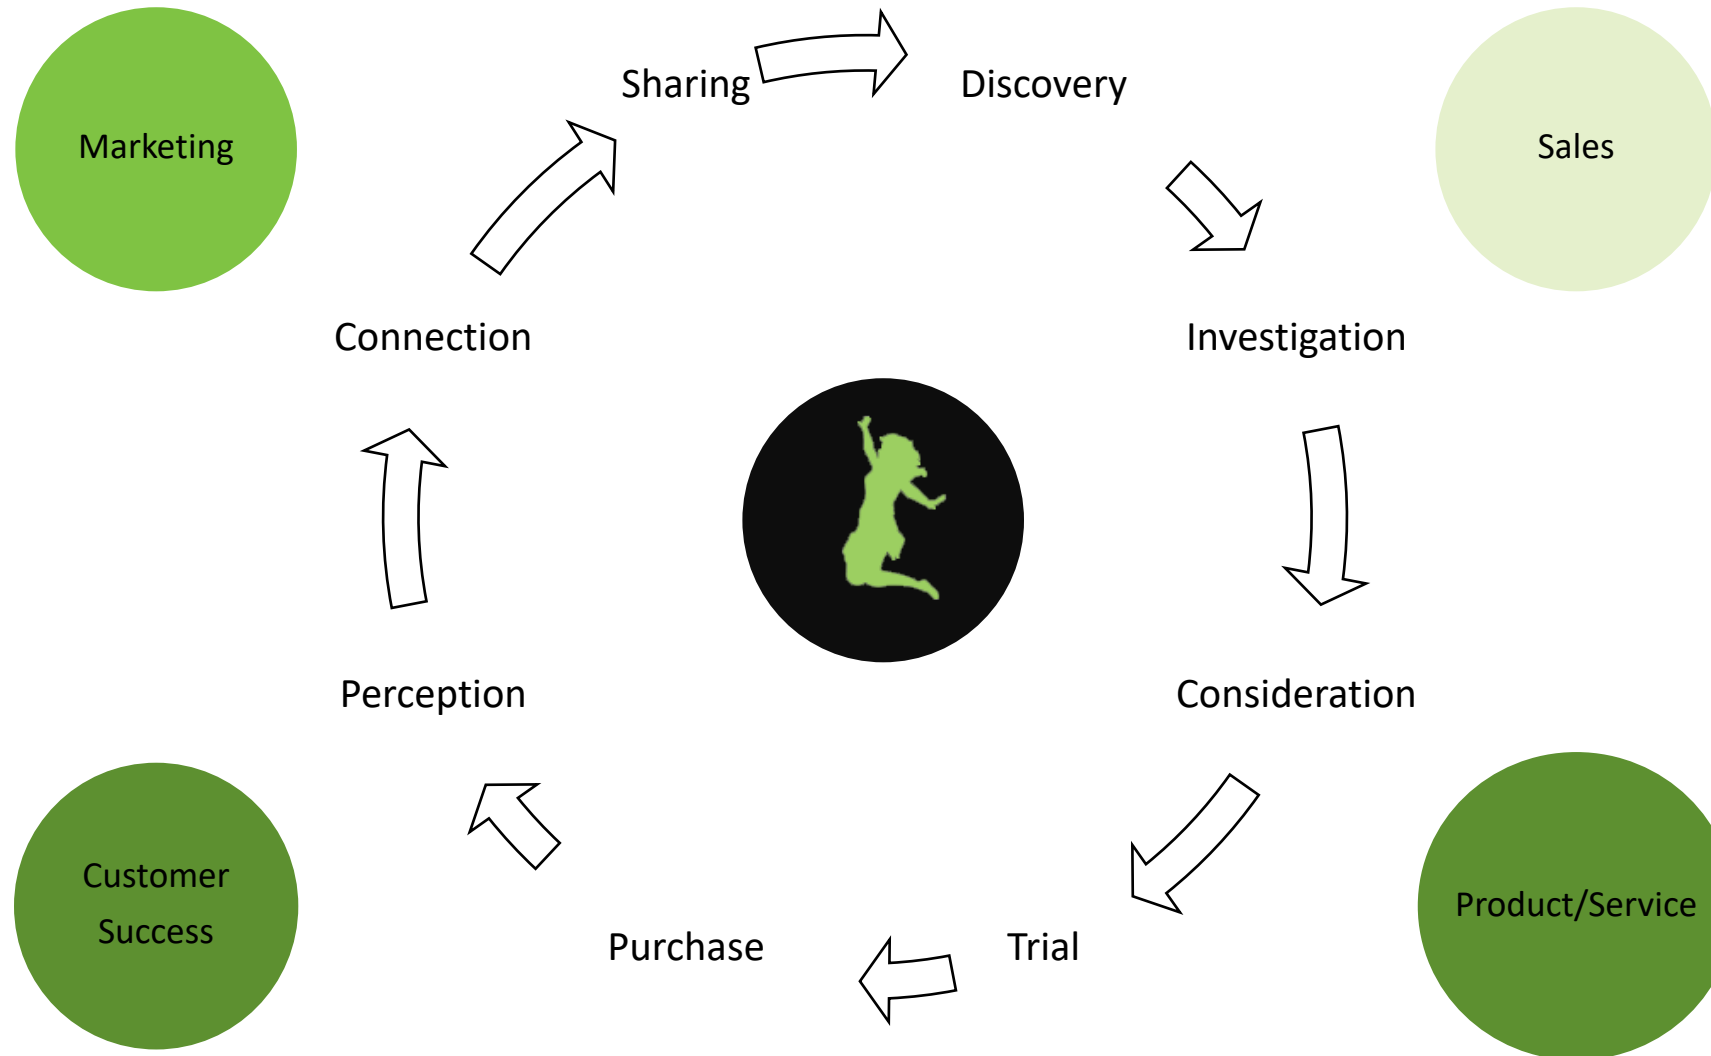 Sharing
Discovery
Marketing
Sales
Connection
Investigation
Perception
Consideration
Customer
Success
Product/Service
Purchase
Trial